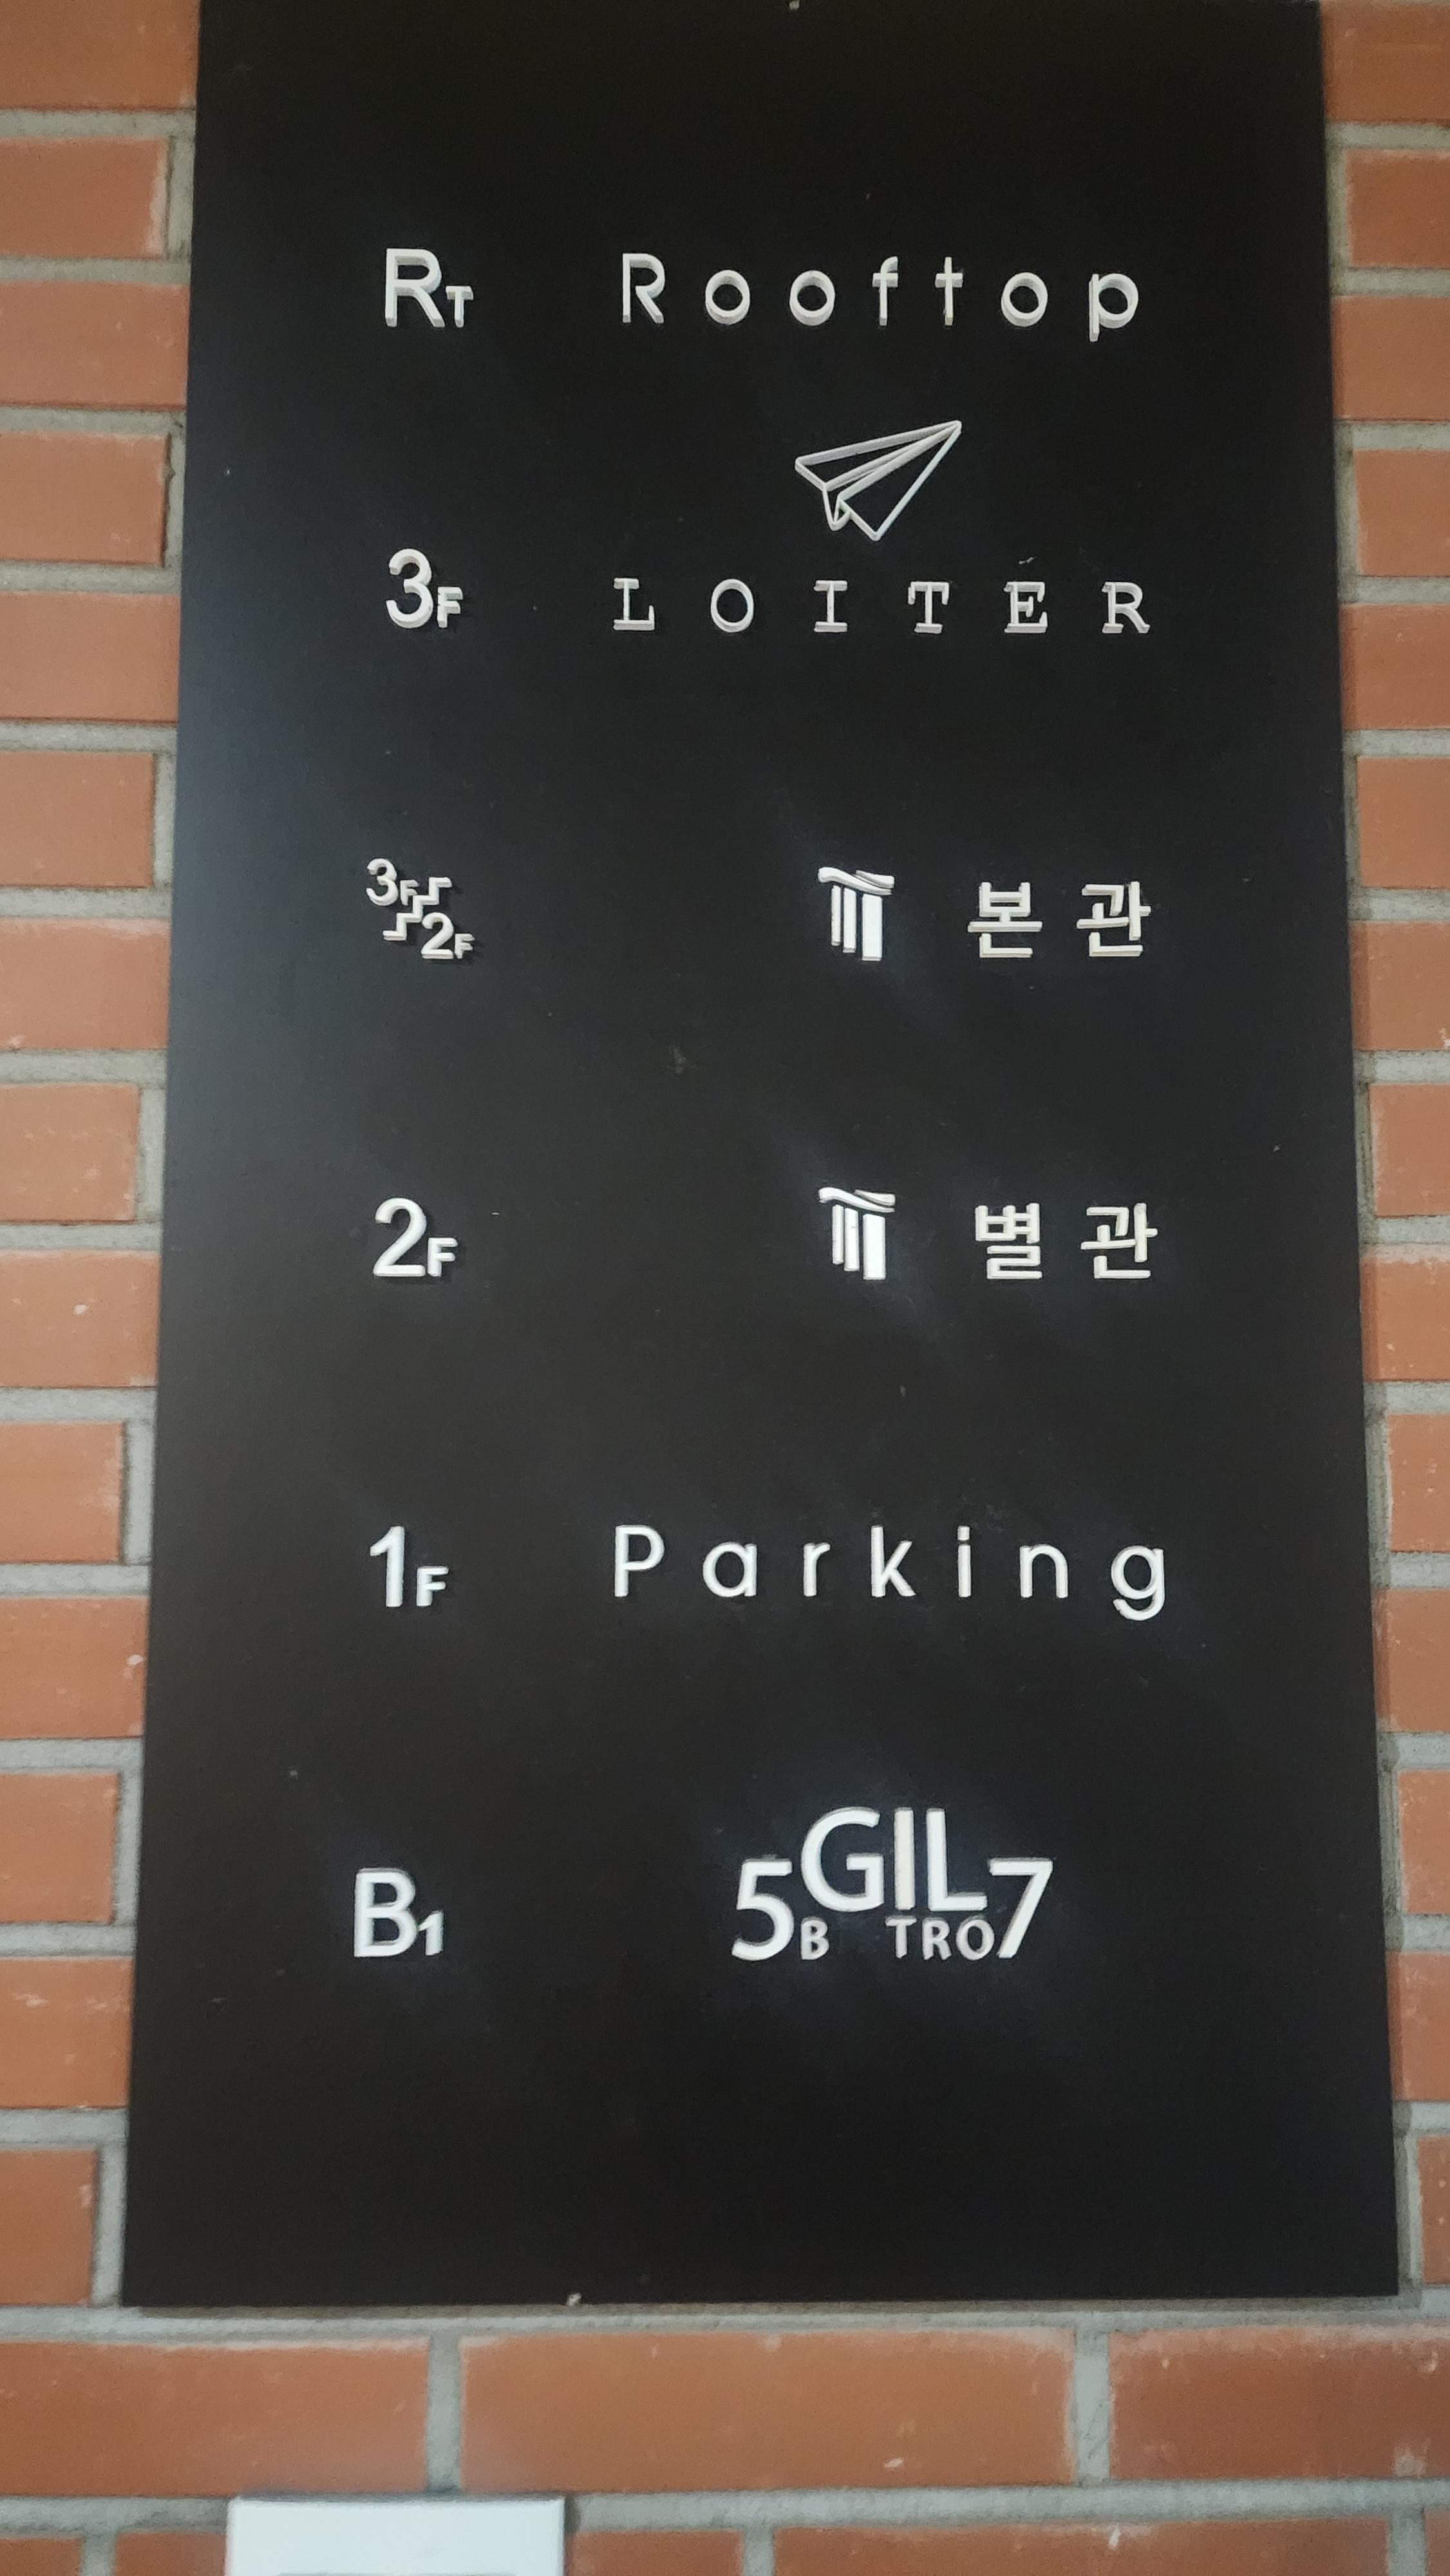 RT Rooftop
3F LOITER
3F 2F 본관
2F 별관
1F Parking
B1 5GIL7
B TRO